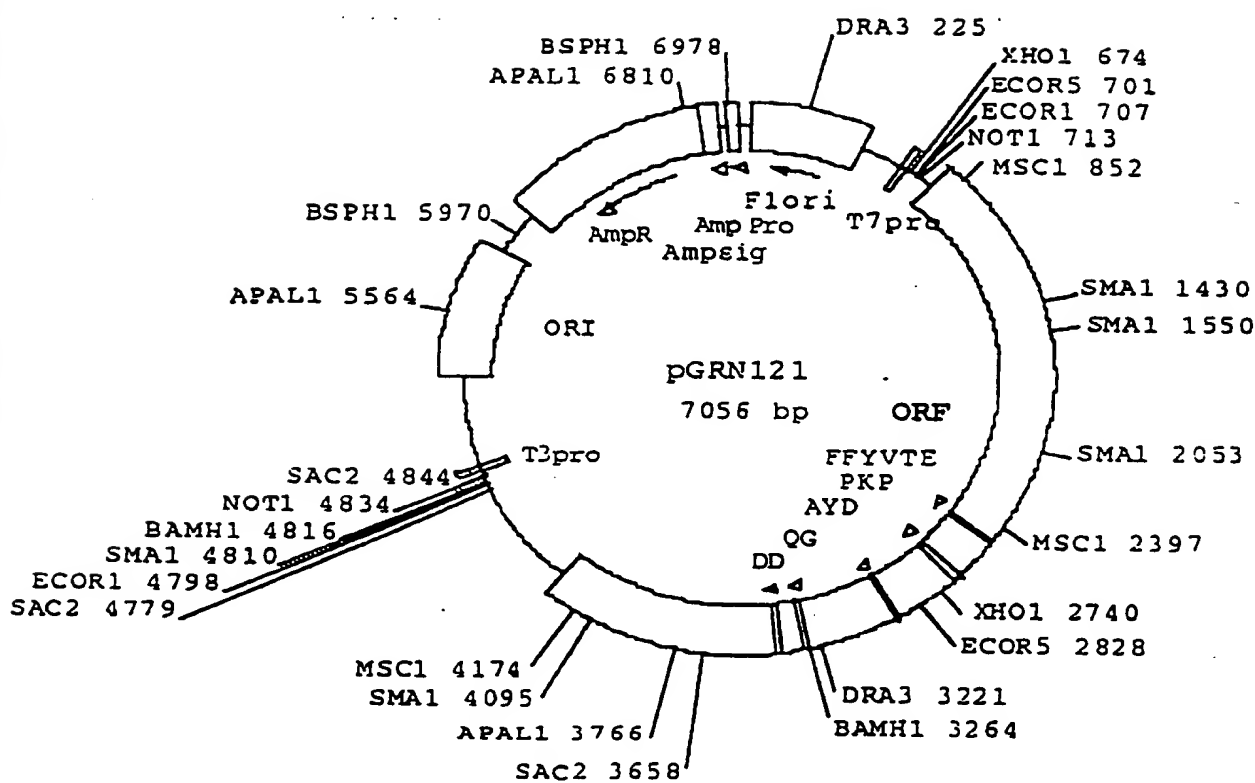 DRA3 225
BSPH1 6978
APAL1 6810
XHO1 674
ECOR5 701
ECOR1 707
NOT1 713
MSC1 852
BSPH1 5970
AmpR
Amp Pro
Ampsig
Flori
T7pro
APAL1 5564
ORI
SMA1 1430
SMA1 1550
pGRN121
7056 bp
ORF
SMA1 2053
FFYVTE
PKP
AYD
QG
DD
T3pro
SAC2 4844
NOT1 4834
BAMH1 4816
SMA1 4810
ECOR1 4798
SAC2 4779
MSC1 2397
XHO1 2740
ECOR5 2828
DRA3 3221
BAMH1 3264
MSC1 4174
SMA1 4095
APAL1 3766
SAC2 3658